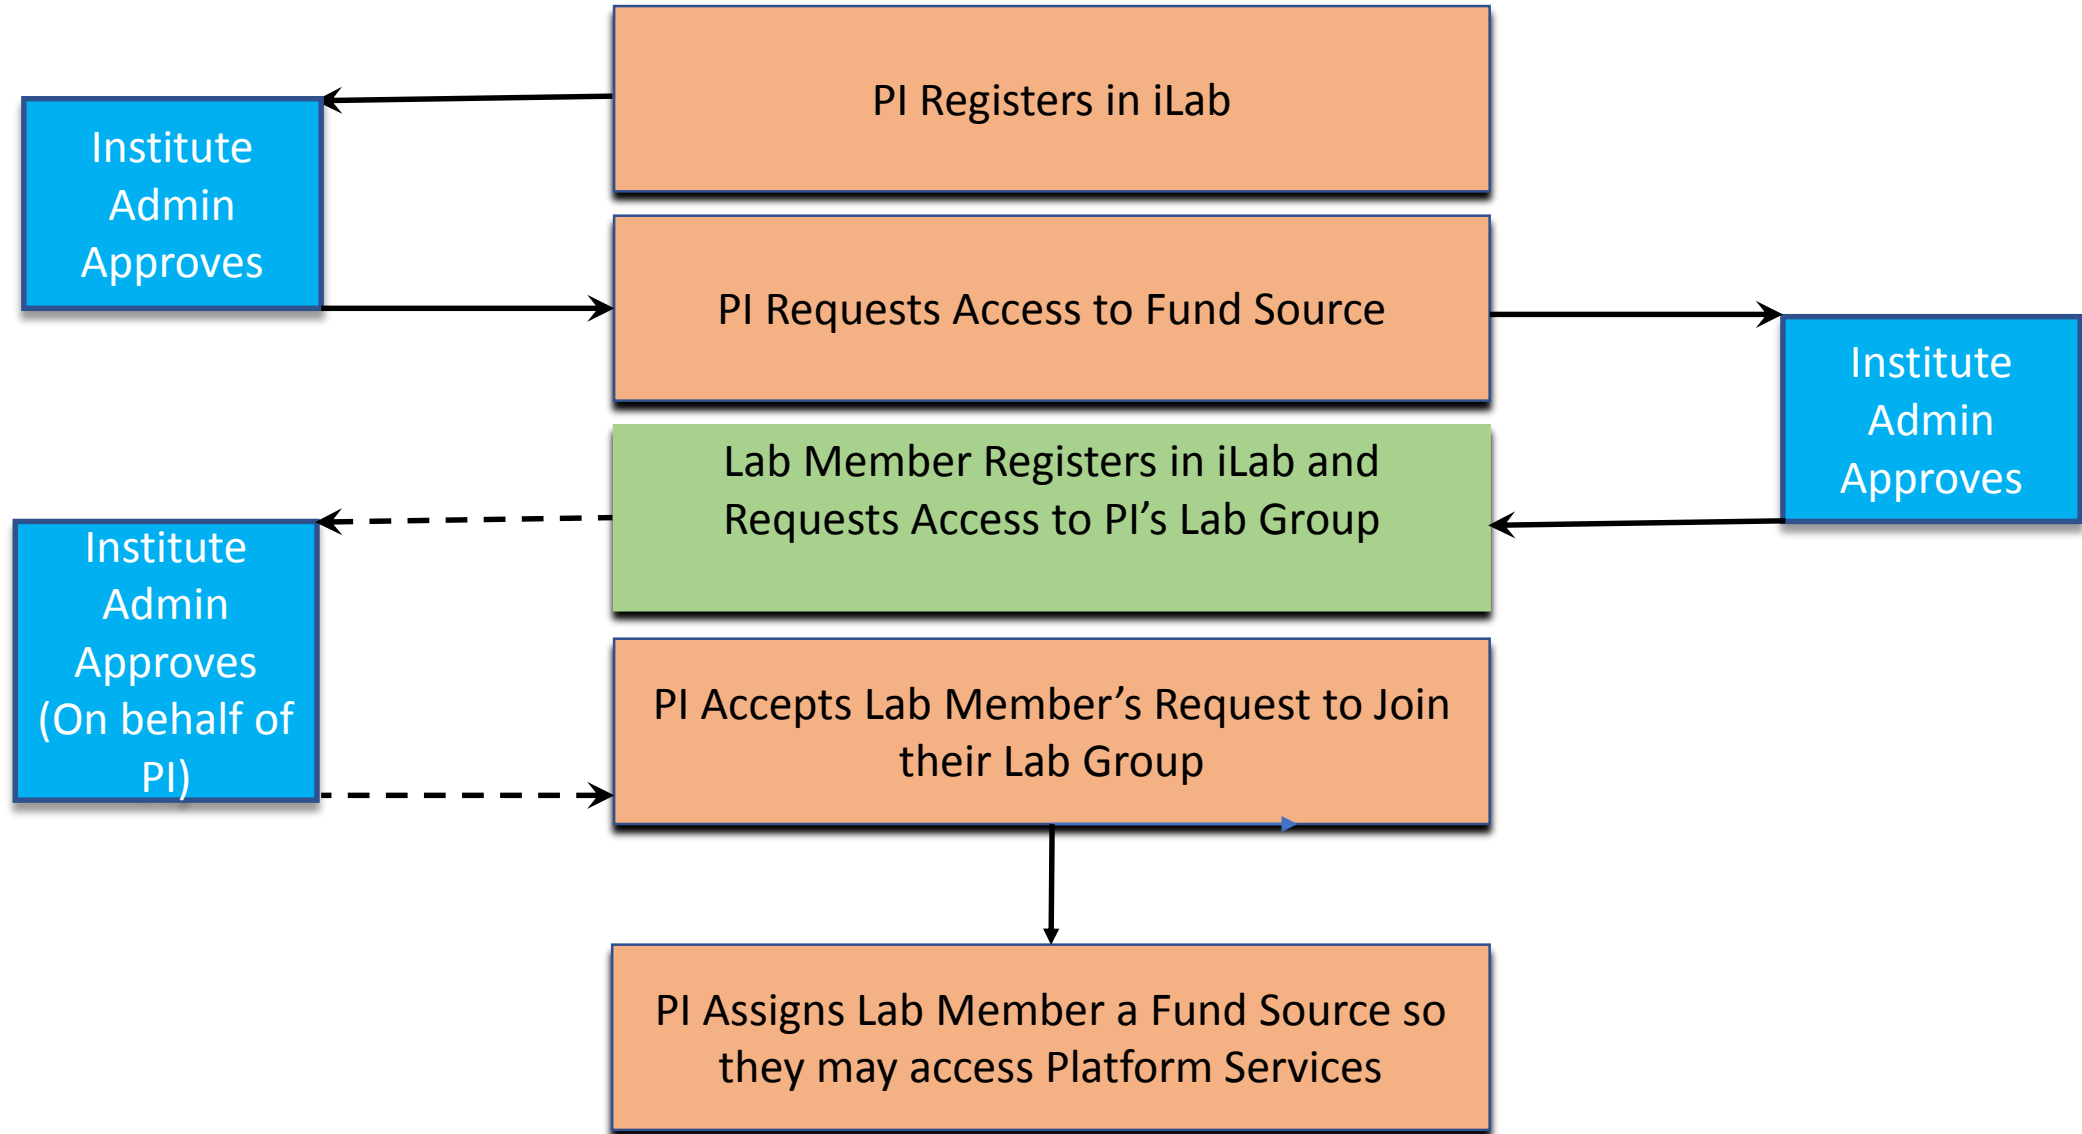 PI Registers in iLab
Institute
Admin
Approves
PI Requests Access to Fund Source
Institute
Admin
Approves
Lab Member Registers in iLab and
Requests Access to PI’s Lab Group
Institute
Admin
Approves
(On behalf of
PI)
PI Accepts Lab Member’s Request to Join
their Lab Group
PI Assigns Lab Member a Fund Source so
they may access Platform Services